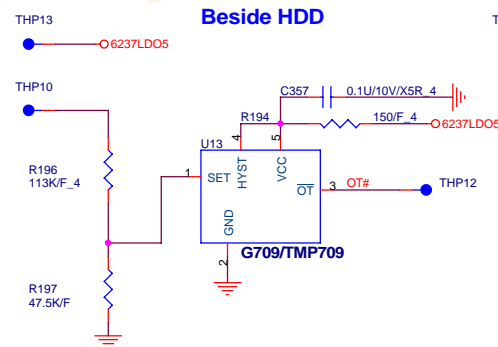 Beside HDD
THP13
T
6237LDO5
THP10
C357
0.1U/10V/X5R_4
R194
150/F_4
6237LDO5
U13
4
5
R196
113K/F_4
1
SET
HYST
VCC
OT
3
OT#
THP12
GND
G709/TMP709
2
R197
47.5K/F